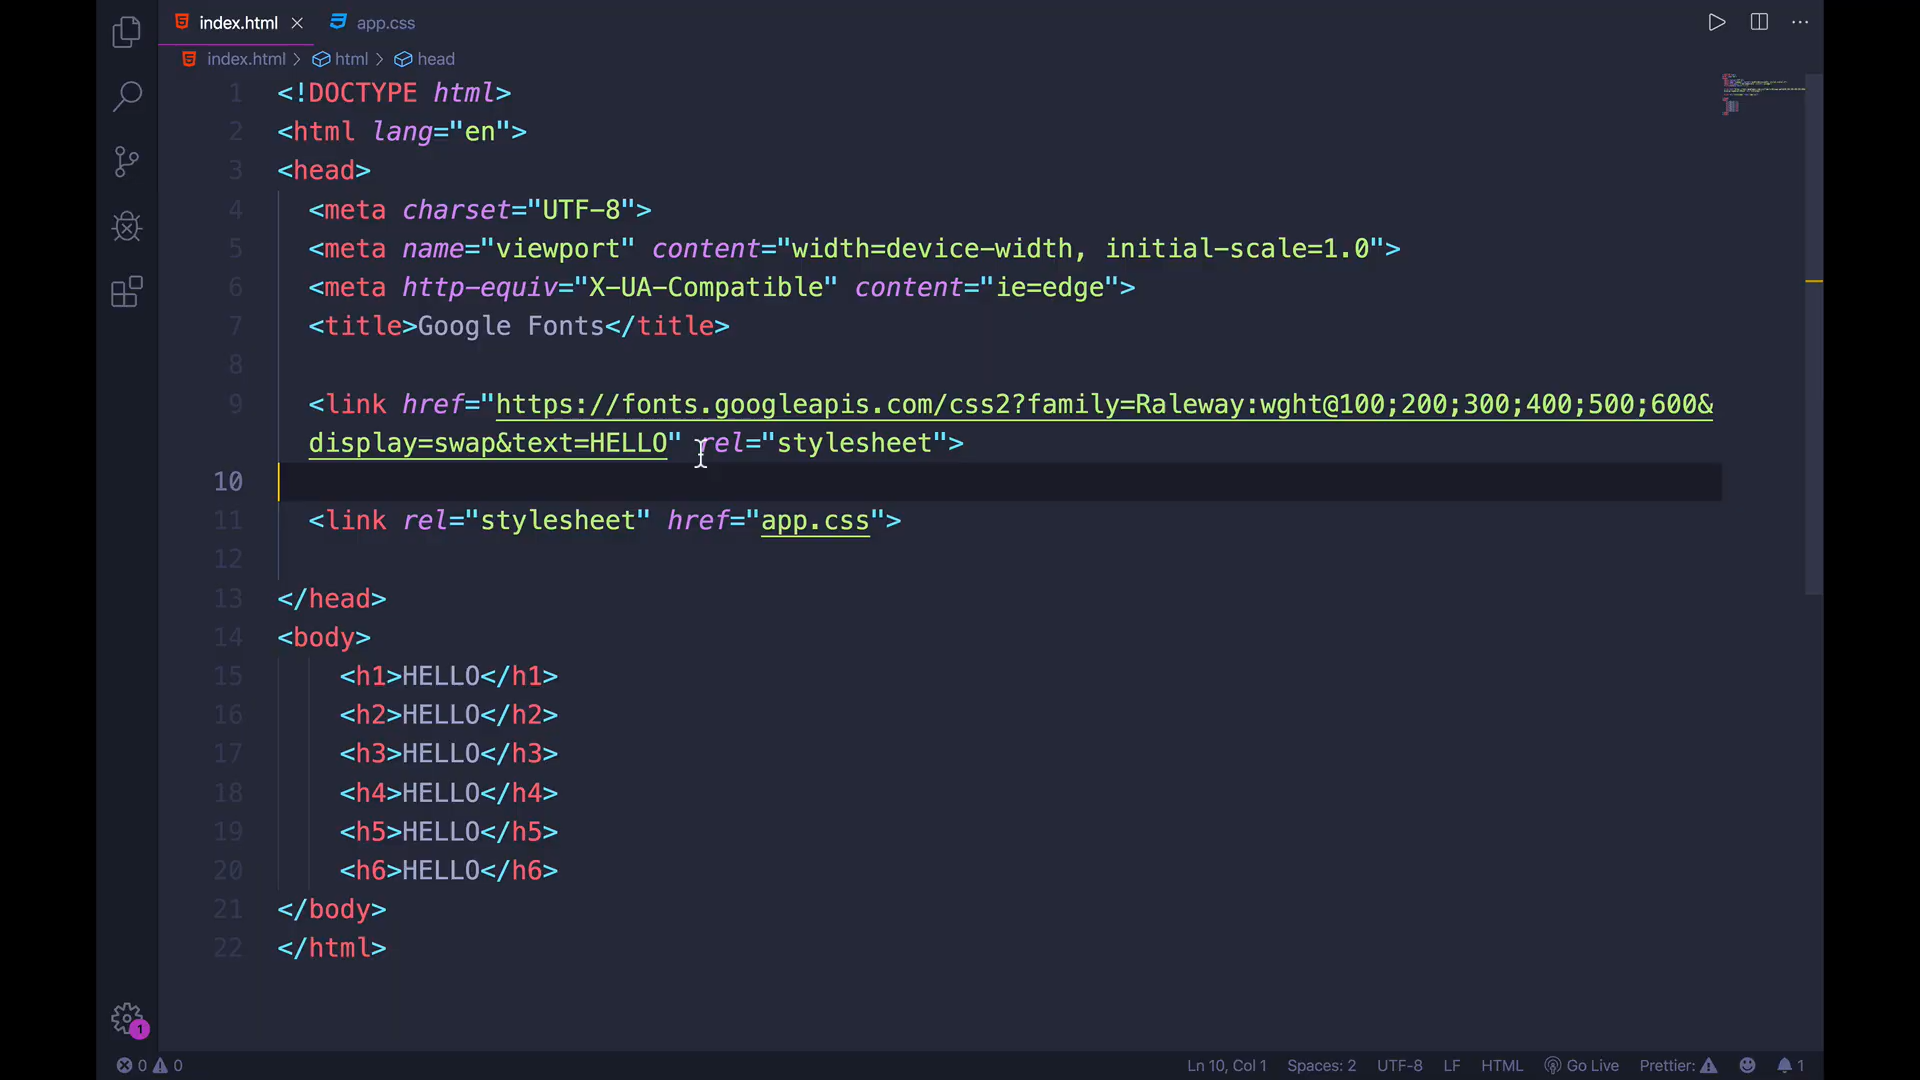 index.html
app.css
index.html > html > head
1 <!DOCTYPE html>
2 <html lang="en">
3 <head>
4 <meta charset="UTF-8">
5 <meta name="viewport" content="width=device-width, initial-scale=1.0">
6 <meta http-equiv="X-UA-Compatible" content="ie=edge">
7 <title>Google Fonts</title>
8
9 <link href="https://fonts.googleapis.com/css2?family=Raleway:wght@100;200;300;400;500;600&
display=swap&text=HELLO" rel="stylesheet">
10
11 <link rel="stylesheet" href="app.css">
12
13 </head>
14 <body>
15 <h1>HELLO</h1>
16 <h2>HELLO</h2>
17 <h3>HELLO</h3>
18 <h4>HELLO</h4>
19 <h5>HELLO</h5>
20 <h6>HELLO</h6>
21 </body>
22 </html>
1
0 0 Ln 10, Col 1 Spaces: 2 UTF-8 LF HTML Go Live Prettier: 1